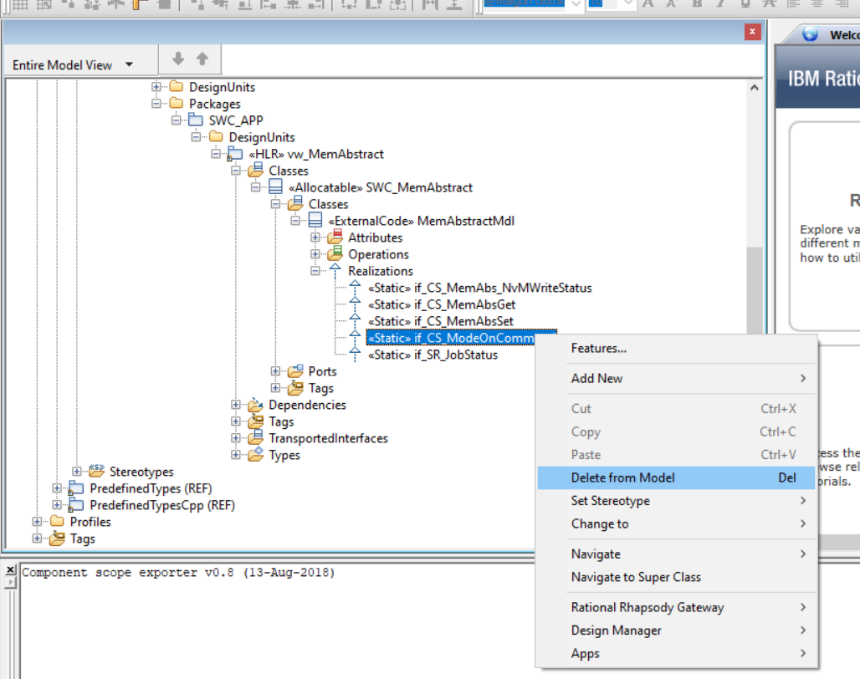 Welco
Entire Model View
IBM Ratio
DesignUnits
Packages
SWC_APP
DesignUnits
«HLR» vw_MemAbstract
Classes
«Allocatable» SWC_MemAbstract
Classes
«ExternalCode» MemAbstractMdl
Attributes
Operations
Realizations
«Static» if_CS_MemAbs_NvMWriteStatus
«Static» if_CS_MemAbsGet
«Static» if_CS_MemAbsSet
«Static» if_CS_ModeOnComm
«Static» if_SR_JobStatus
Ports
Tags
Dependencies
Tags
TransportedInterfaces
Types
Stereotypes
PredefinedTypes (REF)
PredefinedTypesCpp (REF)
Profiles
Tags
R
Explore va
different m
how to util
Features...
Add New
Cut Ctrl+X
Copy Ctrl+C
Paste Ctrl+V
Delete from Model Del
Set Stereotype
Change to
Navigate
Navigate to Super Class
Rational Rhapsody Gateway
Design Manager
Apps
cess the
wse rel
orials.
Component scope exporter v0.8 (13-Aug-2018)